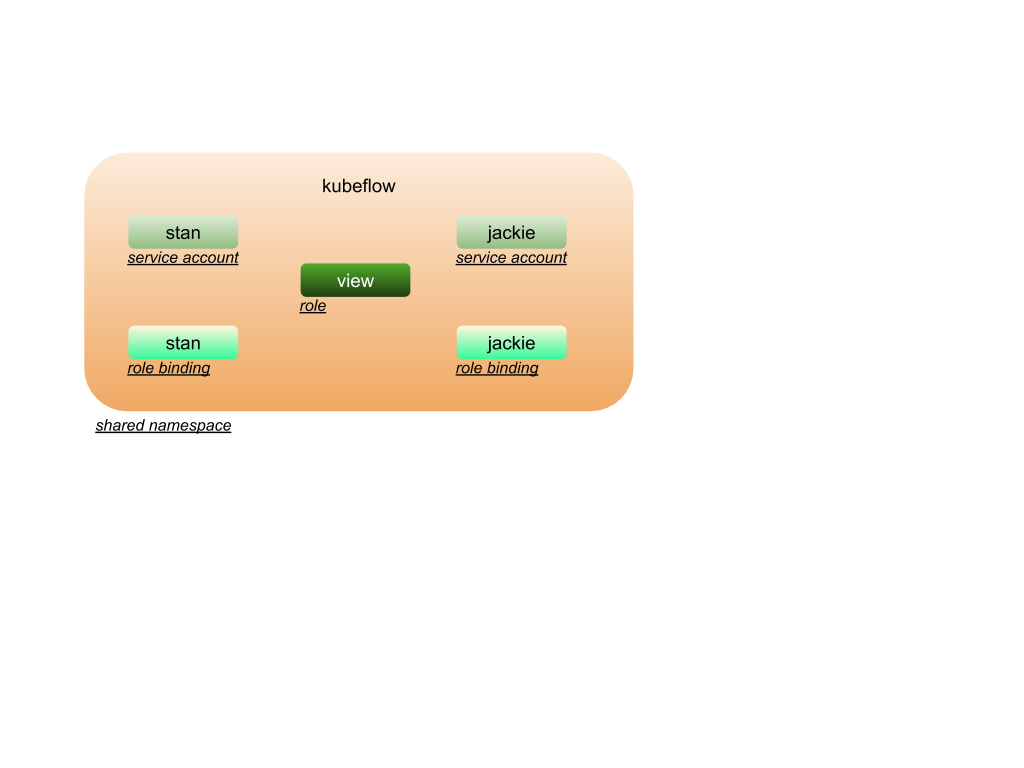 kubeflow
stan
service account
jackie
service account
view
role
stan
role binding
jackie
role binding
shared namespace